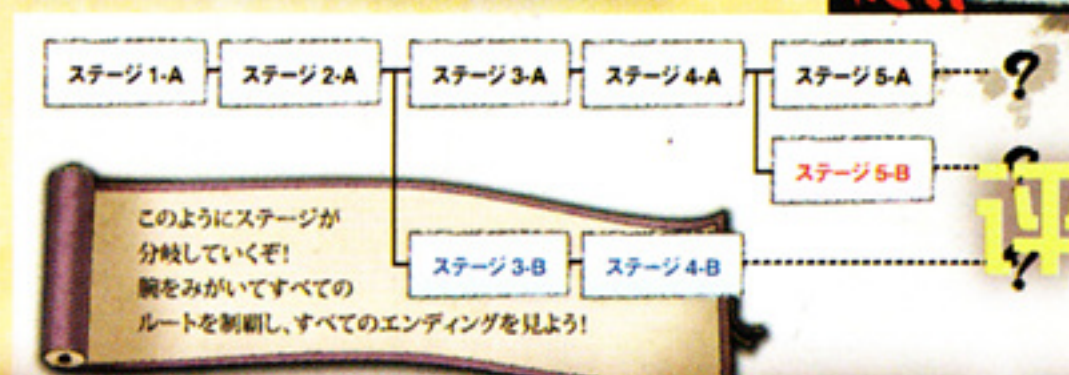 ステージ 1-A ステージ 2-A ステージ 3-A ステージ 4-A ステージ 5-A ?
ステージ 5-B
ステージ 3-B ステージ 4-B
このようにステージが
分岐していくぞ!
腕をみがいてすべての
ルートを制覇し、すべてのエンディングを見よう!